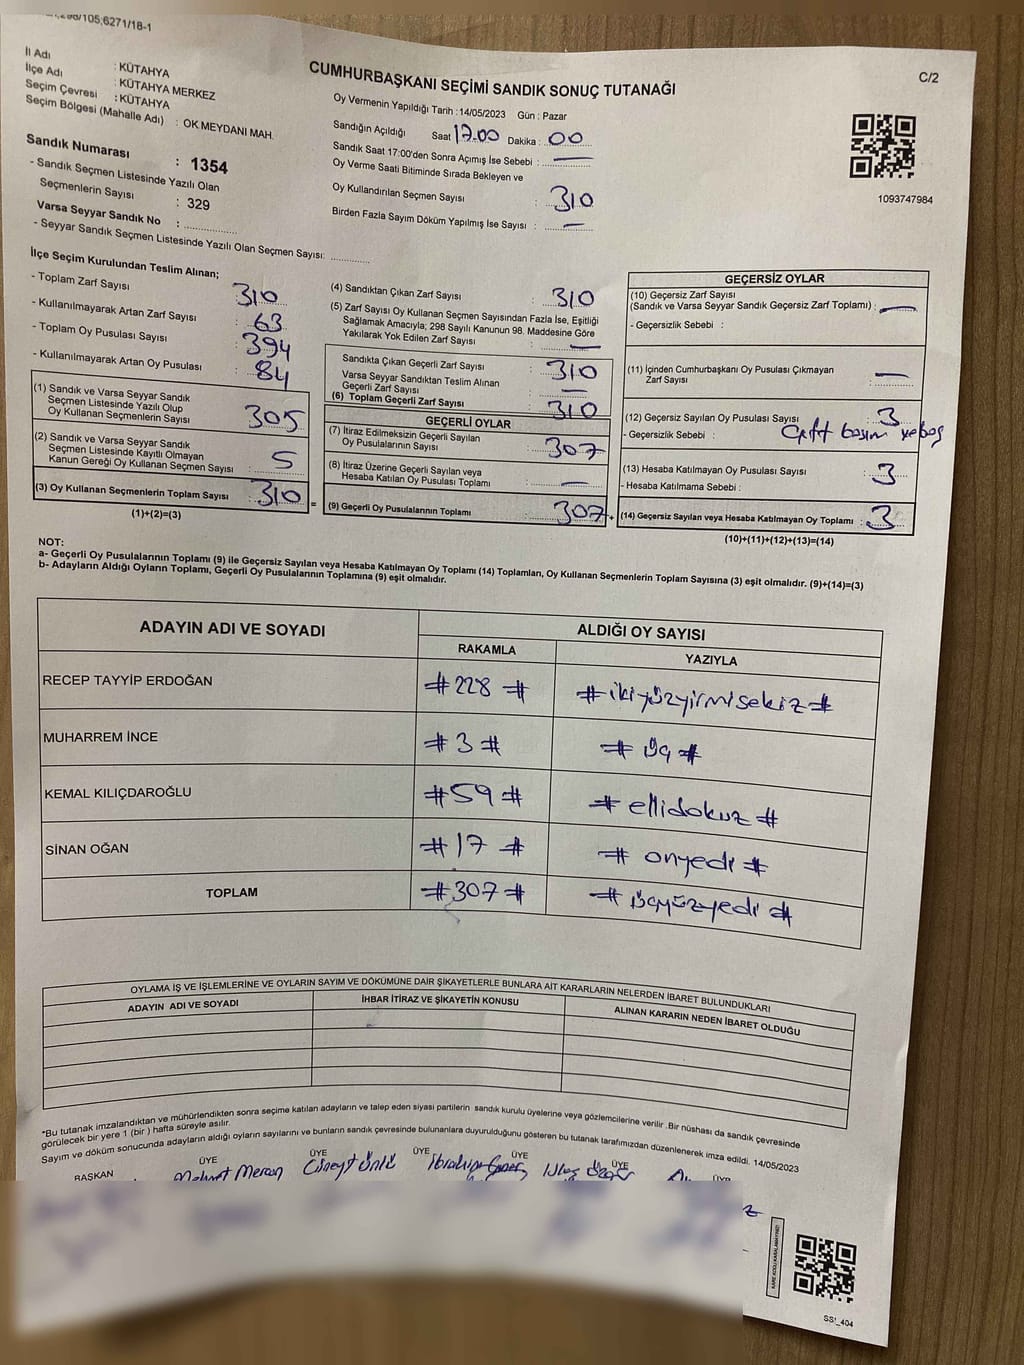 298/105;6271/18-1
C/2
İl Adı : KÜTAHYA
İlçe Adı : KÜTAHYA MERKEZ
Seçim Çevresi : KÜTAHYA
Seçim Bölgesi (Mahalle Adı) : OK MEYDANI MAH.
Sandık Numarası : 1354
- Sandık Seçmen Listesinde Yazılı Olan
Seçmenlerin Sayısı : 329
Varsa Seyyar Sandık No :
- Seyyar Sandık Seçmen Listesinde Yazılı Olan Seçmen Sayısı:
CUMHURBAŞKANI SEÇİMİ SANDIK SONUÇ TUTANAĞI
Oy Vermenin Yapıldığı Tarih : 14/05/2023 Gün : Pazar
Sandığın Açıldığı Saat 17.00 Dakika : 00
Sandık Saat 17:00'den Sonra Açımış İse Sebebi : —
Oy Verme Saati Bitiminde Sırada Bekleyen ve
Oy Kullandırılan Seçmen Sayısı : 310
Birden Fazla Sayım Döküm Yapılmış İse Sayısı : —
1093747984
İlçe Seçim Kurulundan Teslim Alınan;
- Toplam Zarf Sayısı : 310
- Kullanılmayarak Artan Zarf Sayısı : 63
- Toplam Oy Pusulası Sayısı : 394
- Kullanılmayarak Artan Oy Pusulası : 84
(1) Sandık ve Varsa Seyyar Sandık
Seçmen Listesinde Yazılı Olup
Oy Kullanan Seçmenlerin Sayısı : 305
(2) Sandık ve Varsa Seyyar Sandık
Seçmen Listesinde Kayıtlı Olmayan
Kanun Gereği Oy Kullanan Seçmen Sayısı : 5
(3) Oy Kullanan Seçmenlerin Toplam Sayısı : 310
(1)+(2)=(3)
(4) Sandıktan Çıkan Zarf Sayısı : 310
(5) Zarf Sayısı Oy Kullanan Seçmen Sayısından Fazla İse, Eşitliği
Sağlamak Amacıyla; 298 Sayılı Kanunun 98. Maddesine Göre
Yakılarak Yok Edilen Zarf Sayısı : —
Sandıkta Çıkan Geçerli Zarf Sayısı : 310
Varsa Seyyar Sandıktan Teslim Alınan
Geçerli Zarf Sayısı : —
(6) Toplam Geçerli Zarf Sayısı : 310
GEÇERLİ OYLAR
(7) İtiraz Edilmeksizin Geçerli Sayılan
Oy Pusulalarının Sayısı : 307
(8) İtiraz Üzerine Geçerli Sayılan veya
Hesaba Katılan Oy Pusulası Toplamı : —
(9) Geçerli Oy Pusulalarının Toplamı : 307
GEÇERSİZ OYLAR
(10) Geçersiz Zarf Sayısı
(Sandık ve Varsa Seyyar Sandık Geçersiz Zarf Toplamı) : —
- Geçersizlik Sebebi :
(11) İçinden Cumhurbaşkanı Oy Pusulası Çıkmayan
Zarf Sayısı : —
(12) Geçersiz Sayılan Oy Pusulası Sayısı : 3
- Geçersizlik Sebebi : Çift basım
(13) Hesaba Katılmayan Oy Pusulası Sayısı : 3
- Hesaba Katılmama Sebebi :
(14) Geçersiz Sayılan veya Hesaba Katılmayan Oy Toplamı : 3
(10)+(11)+(12)+(13)=(14)
NOT:
a- Geçerli Oy Pusulalarının Toplamı (9) ile Geçersiz Sayılan veya Hesaba Katılmayan Oy Toplamı (14) Toplamları, Oy Kullanan Seçmenlerin Toplam Sayısına (3) eşit olmalıdır. (9)+(14)=(3)
b- Adayların Aldığı Oyların Toplamı, Geçerli Oy Pusulalarının Toplamına (9) eşit olmalıdır.
ADAYIN ADI VE SOYADI ALDIĞI OY SAYISI
RAKAMLA YAZIYLA
RECEP TAYYİP ERDOĞAN #228# #ikiyüzyirmisekiz#
MUHARREM İNCE #3# #üç#
KEMAL KILIÇDAROĞLU #59# #ellidokuz#
SİNAN OĞAN #17# #onyedi#
TOPLAM #307# #üçyüzyedi#
OYLAMA İŞ VE İŞLEMLERİNE VE OYLARIN SAYIM VE DÖKÜMÜNE DAİR ŞİKAYETLERLE BUNLARA AİT KARARLARIN NELERDEN İBARET BULUNDUKLARI
ADAYIN ADI VE SOYADI İHBAR İTİRAZ VE ŞİKAYETİN KONUSU ALINAN KARARIN NEDEN İBARET OLDUĞU
*Bu tutanak imzalandıktan ve mühürlendikten sonra seçime katılan adayların ve talep eden siyasi partilerin sandık kurulu üyelerine veya gözlemcilerine verilir .Bir nüshası da sandık çevresinde
görülecek bir yere 1 (bir ) hafta süreyle asılır.
Sayım ve döküm sonucunda adayların aldığı oyların sayılarını ve bunların sandık çevresinde bulunanlara duyurulduğunu gösteren bu tutanak tarafımızdan düzenlenerek imza edildi. 14/05/2023
BAŞKAN ÜYE ÜYE ÜYE ÜYE ÜYE ÜYE
Mehmet Meran Cüneyt Ünlü İbrahim
SS!_404